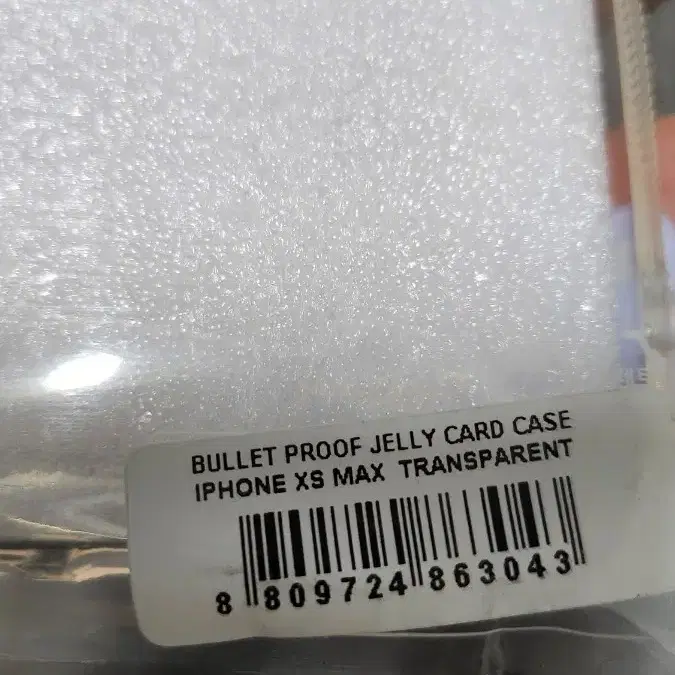 BULLET PROOF JELLY CARD CASE
IPHONE XS MAX TRANSPARENT
8 809724 863043